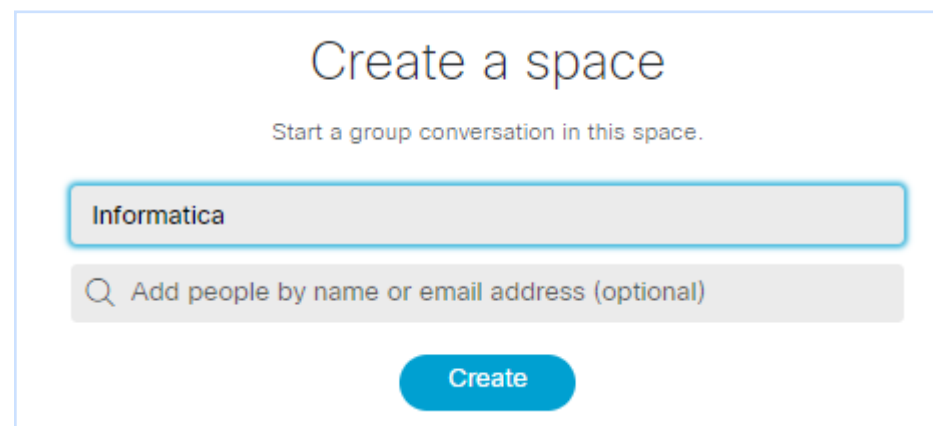 Create a space
Start a group conversation in this space.
Informatica
Add people by name or email address (optional)
Create